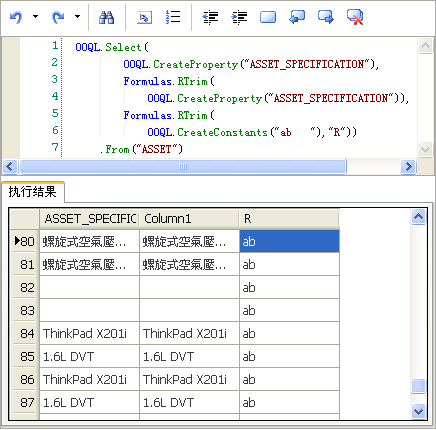 1 OOQL.Select(
2 OOQL.CreateProperty("ASSET_SPECIFICATION"),
3 Formulas.RTrim(
4 OOQL.CreateProperty("ASSET_SPECIFICATION")),
5 Formulas.RTrim(
6 OOQL.CreateConstants("ab   "),"R"))
7 .From("ASSET")
执行结果
ASSET_SPECIFIC Column1 R
80 螺旋式空氣壓... 螺旋式空氣壓... ab
81 螺旋式空氣壓... 螺旋式空氣壓... ab
82 ab
83 ab
84 ThinkPad X201i ThinkPad X201i ab
85 1.6L DVT 1.6L DVT ab
86 ThinkPad X201i ThinkPad X201i ab
87 1.6L DVT 1.6L DVT ab